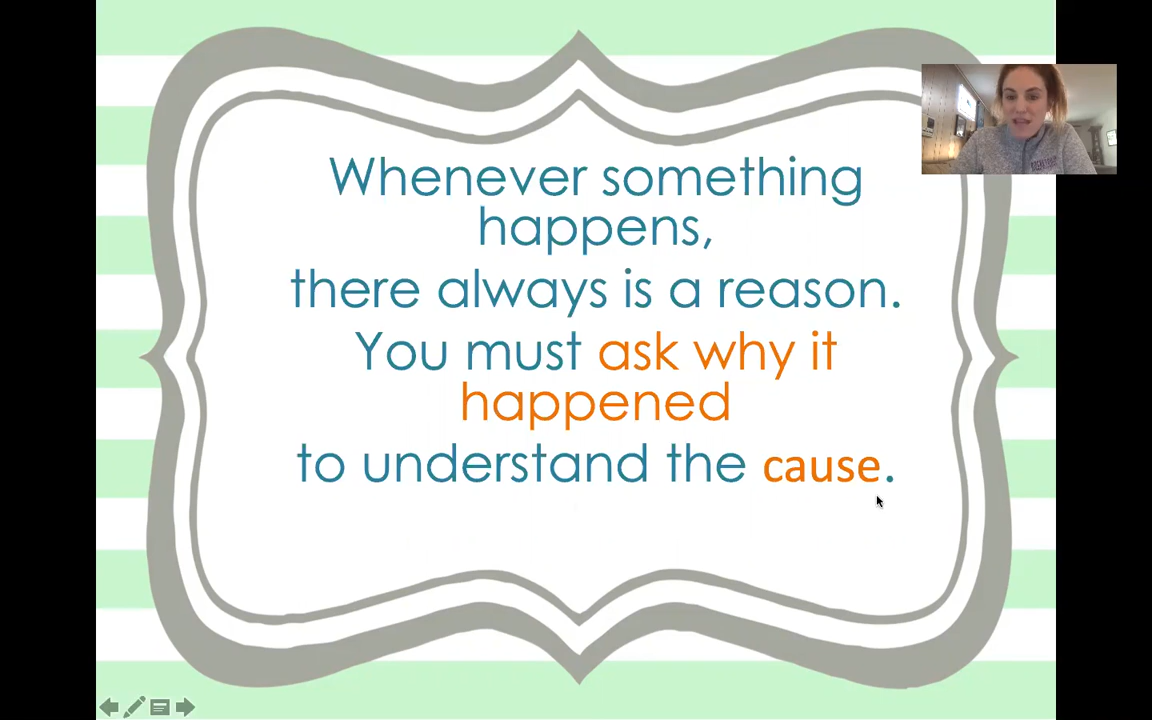 Whenever something
happens,
there always is a reason.
You must ask why it
happened
to understand the cause.